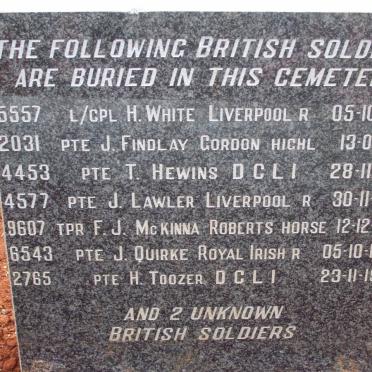 THE FOLLOWING BRITISH
ARE BURIED IN THIS
5557 L/CPL H. WHITE LIVERPOOL R 05-10
2031 PTE J. FINDLAY GORDON HIGHL 13-0
4453 PTE T. HEWINS D C L I 28-11
4577 PTE J. LAWLER LIVERPOOL R 30-11
9607 TPR F. J. MCKINNA ROBERTS HORSE 12-12
6543 PTE J. QUIRKE ROYAL IRISH R 05-10-1
2765 PTE H. TOOZER D C L I 23-11-19
AND 2 UNKNOWN
BRITISH SOLDIERS